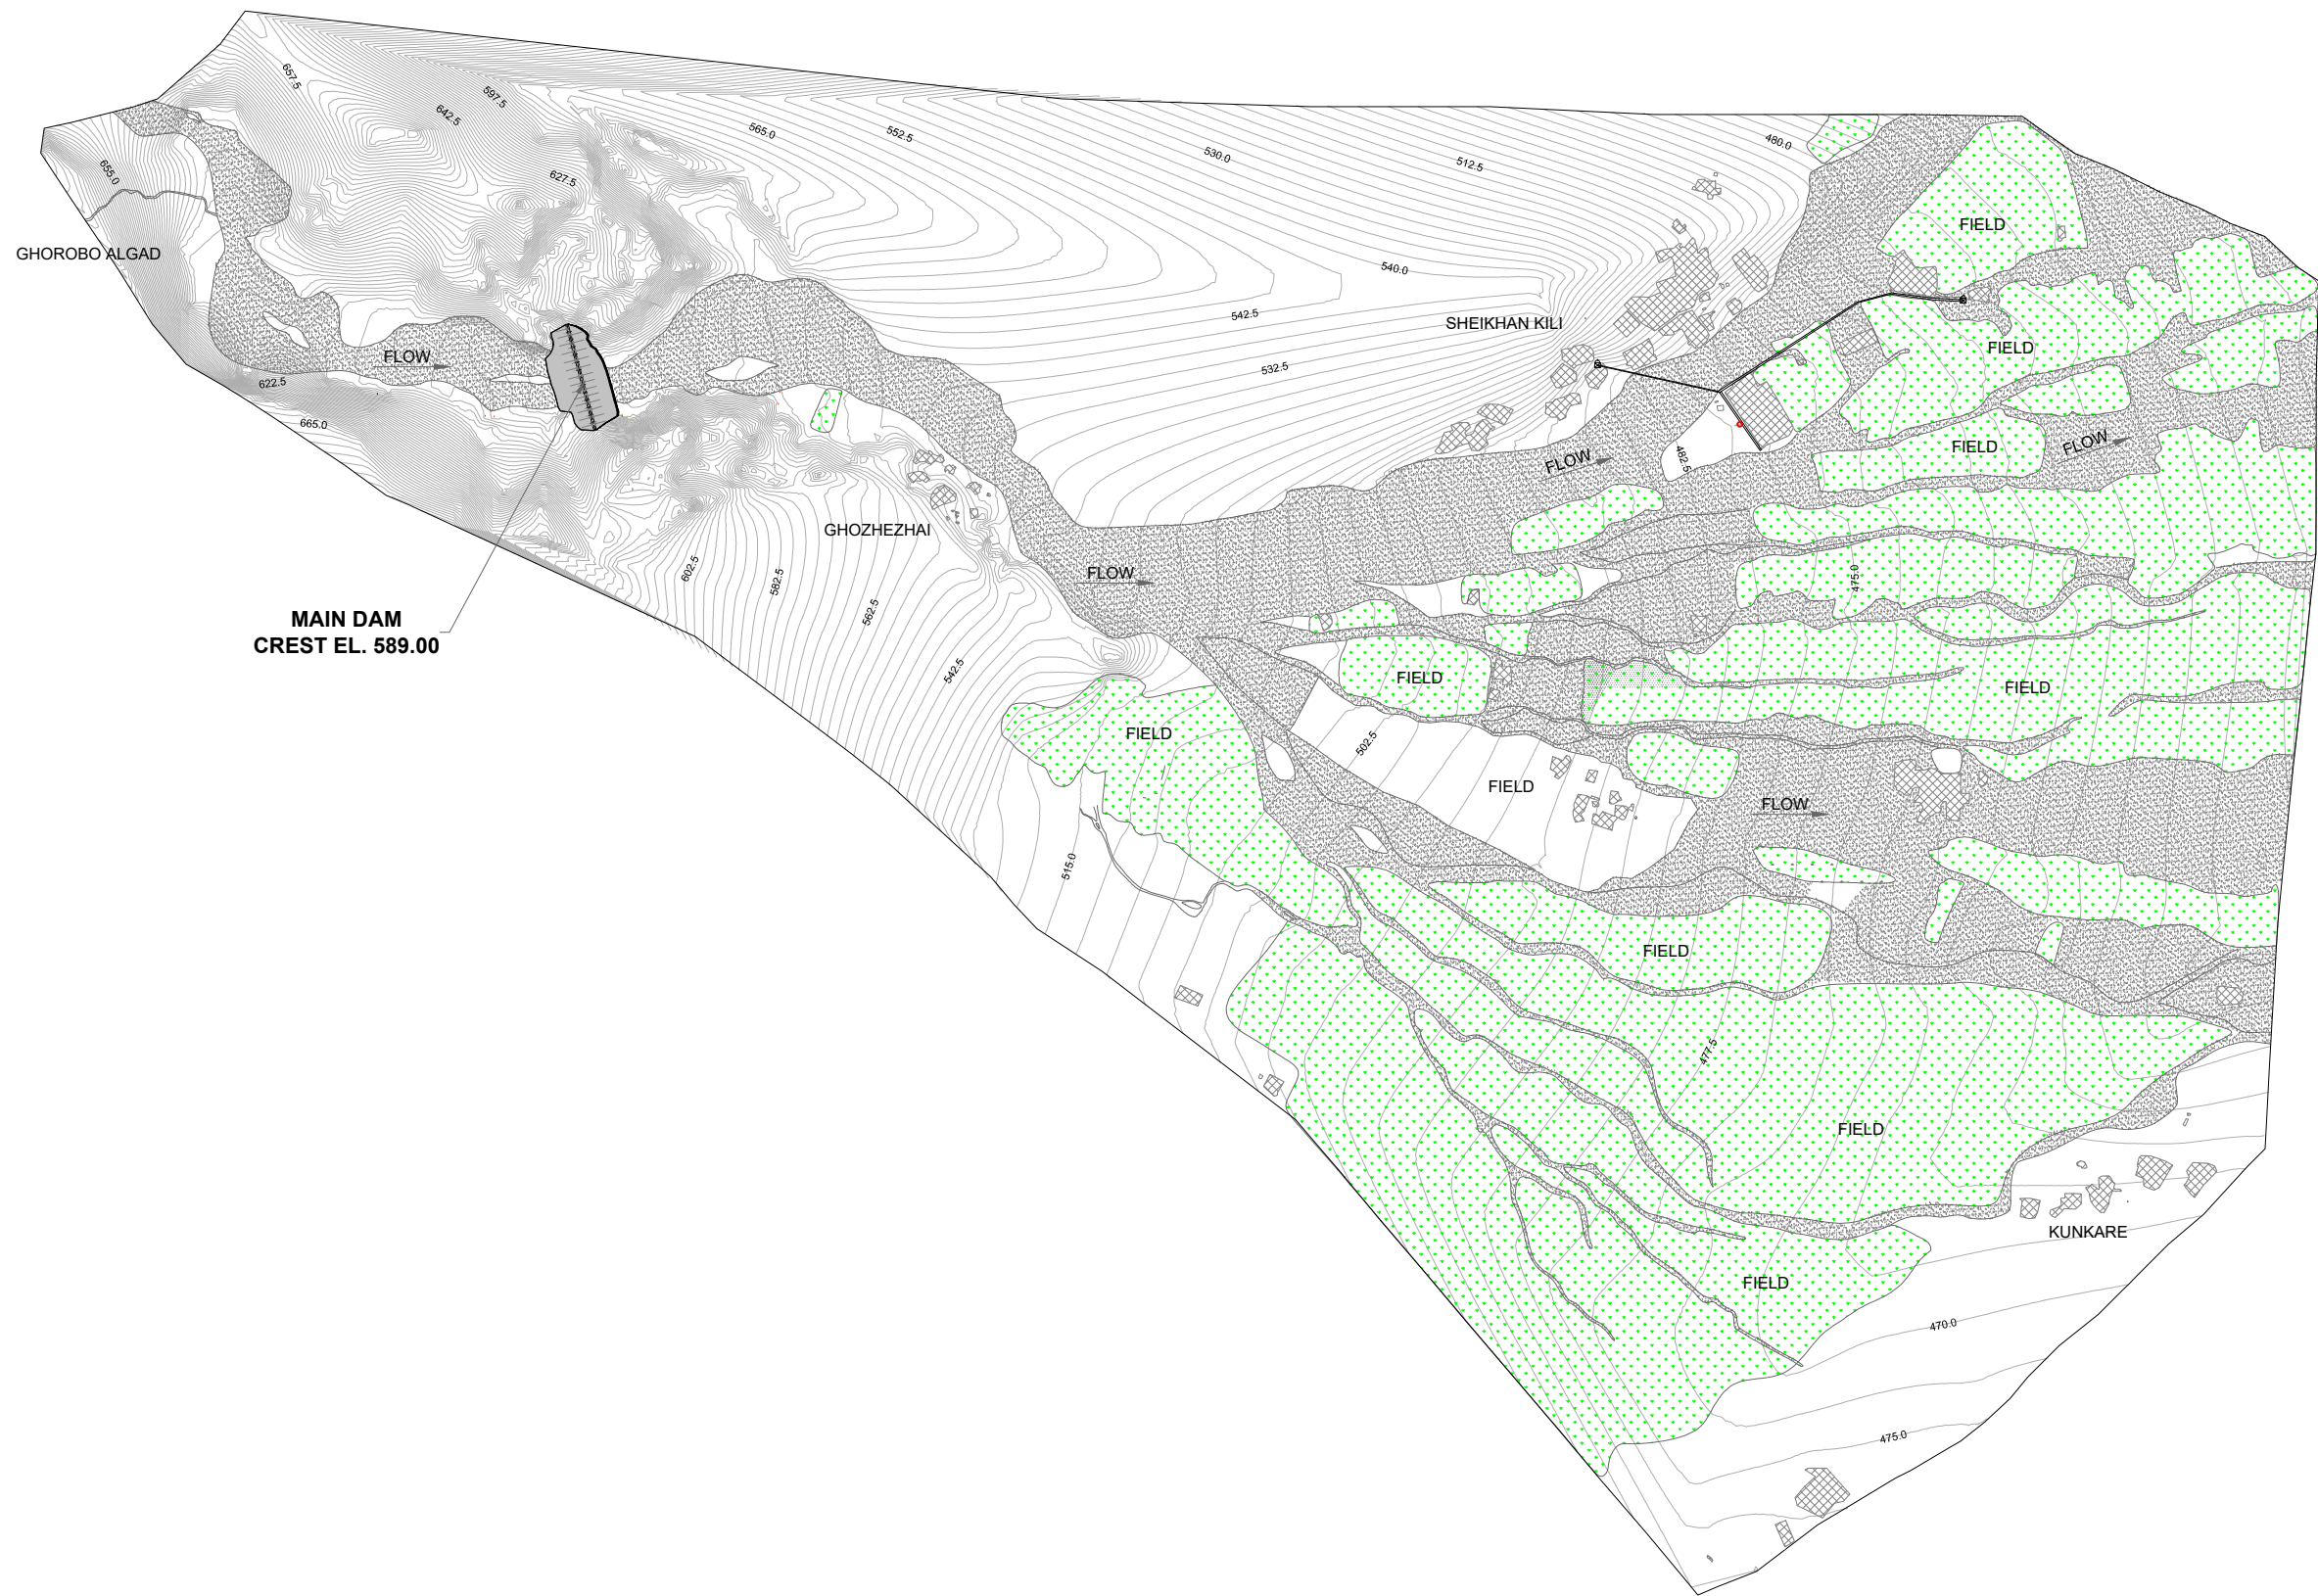 657.5
597.5
642.5
565.0
552.5
530.0
512.5
480.0
655.0
627.5
FIELD
GHOROBO ALGAD
540.0
542.5
SHEIKHAN KILI
FIELD
FLOW
532.5
622.5
665.0
FLOW
FIELD
FLOW
482.5
GHOZHEZHAI
602.5
582.5
FLOW
475.0
562.5
MAIN DAM
CREST EL. 589.00
542.5
FIELD
FIELD
FIELD
502.5
FIELD
FLOW
515.0
FIELD
477.5
FIELD
KUNKARE
FIELD
470.0
475.0